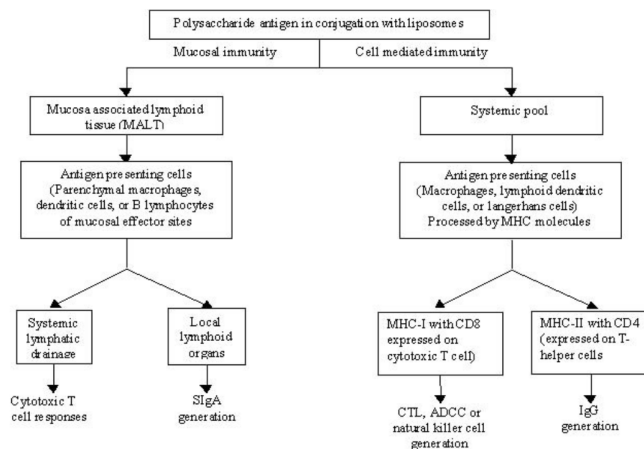 Polysaccharide antigen in conjugation with liposomes
Mucosal immunity
Cell mediated immunity
Mucosa associated lymphoid
tissue (MALT)
Systemic pool
Antigen presenting cells
(Parenchymal macrophages,
dendritic cells, or B lymphocytes
of mucosal effector sites
Antigen presenting cells
(Macrophages, lymphoid dendritic
cells, or langerhans cells)
Processed by MHC molecules
Systemic
lymphatic
drainage
Local
lymphoid
organs
MHC-I with CD8
expressed on
cytotoxic T cell)
MHC-II with CD4
(expressed on T-
helper cells
Cytotoxic T
cell responses
SIgA
generation
CTL, ADCC or
natural killer cell
generation
IgG
generation